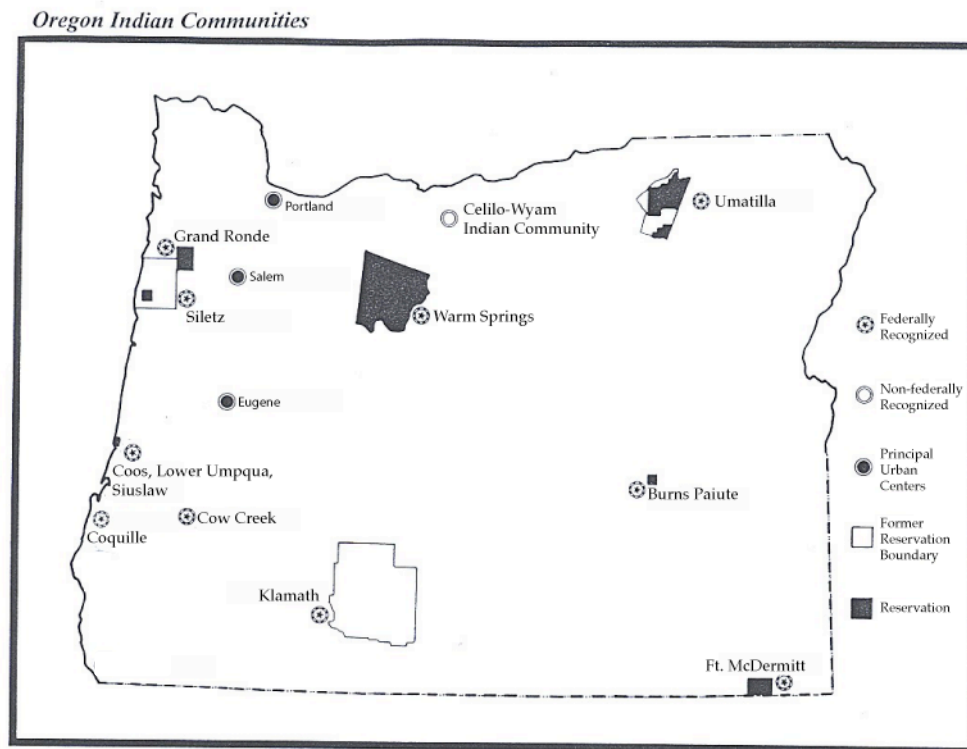 Oregon Indian Communities
Portland
Celilo-Wyam
Indian Community
Umatilla
Grand Ronde
Salem
Siletz
Warm Springs
Federally
Recognized
Eugene
Non-federally
Recognized
Coos, Lower Umpqua,
Siuslaw
Principal
Urban
Centers
Burns Paiute
Coquille
Cow Creek
Former
Reservation
Boundary
Klamath
Reservation
Ft. McDermitt